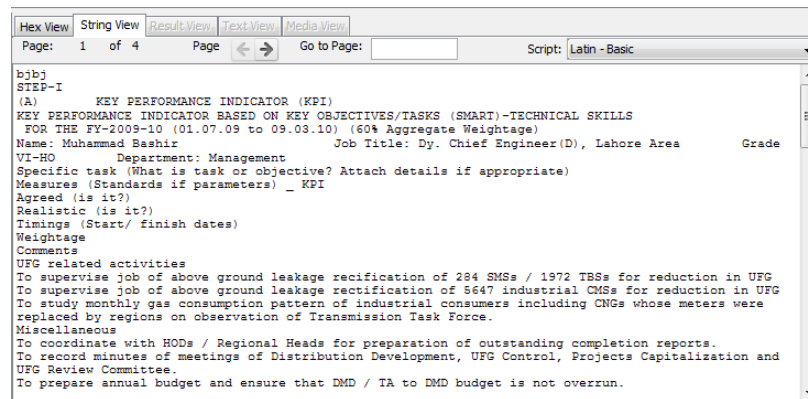 Hex View String View Result View Text View Media View
Page: 1 of 4 Page Go to Page: Script: Latin - Basic
bjbj
STEP-I
(A) KEY PERFORMANCE INDICATOR (KPI)
KEY PERFORMANCE INDICATOR BASED ON KEY OBJECTIVES/TASKS (SMART)-TECHNICAL SKILLS
FOR THE FY-2009-10 (01.07.09 to 09.03.10) (60% Aggregate Weightage)
Name: Muhammad Bashir Job Title: Dy. Chief Engineer(D), Lahore Area Grade
VI-HO Department: Management
Specific task (What is task or objective? Attach details if appropriate)
Measures (Standards if parameters) _ KPI
Agreed (is it?)
Realistic (is it?)
Timings (Start/ finish dates)
Weightage
Comments
UFG related activities
To supervise job of above ground leakage recification of 284 SMSs / 1972 TBSs for reduction in UFG
To supervise job of above ground leakage rectification of 5647 industrial CMSs for reduction in UFG
To study monthly gas consumption pattern of industrial consumers including CNGs whose meters were
replaced by regions on observation of Transmission Task Force.
Miscellaneous
To coordinate with HODs / Regional Heads for preparation of outstanding completion reports.
To record minutes of meetings of Distribution Development, UFG Control, Projects Capitalization and
UFG Review Committee.
To prepare annual budget and ensure that DMD / TA to DMD budget is not overrun.